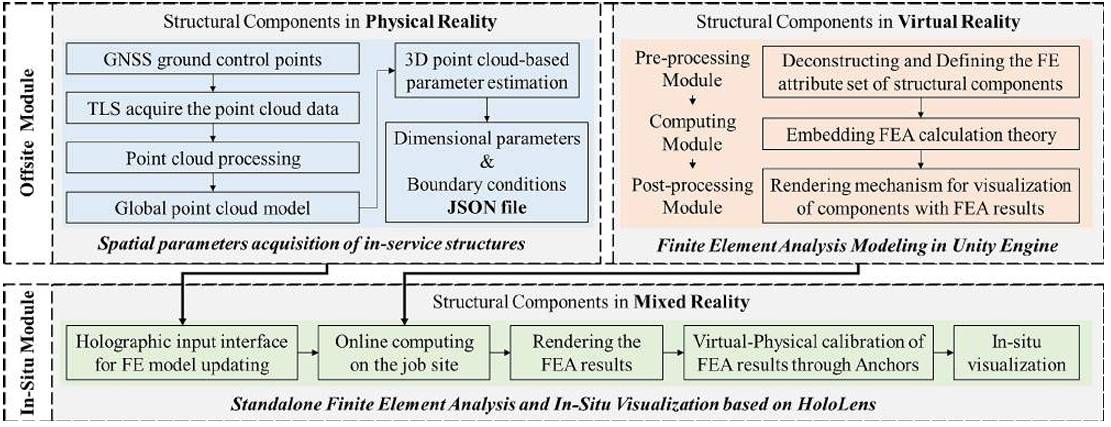 Offsite Module
Structural Components in Physical Reality
GNSS ground control points
TLS acquire the point cloud data
Point cloud processing
Global point cloud model
3D point cloud-based
parameter estimation
Dimensional parameters
&
Boundary conditions
JSON file
Spatial parameters acquisition of in-service structures
Structural Components in Virtual Reality
Pre-processing
Module
Computing
Module
Post-processing
Module
Deconstructing and Defining the FE
attribute set of structural components
Embedding FEA calculation theory
Rendering mechanism for visualization
of components with FEA results
Finite Element Analysis Modeling in Unity Engine
In-Situ Module
Structural Components in Mixed Reality
Holographic input interface
for FE model updating
Online computing
on the job site
Rendering the
FEA results
Virtual-Physical calibration of
FEA results through Anchors
In-situ
visualization
Standalone Finite Element Analysis and In-Situ Visualization based on HoloLens